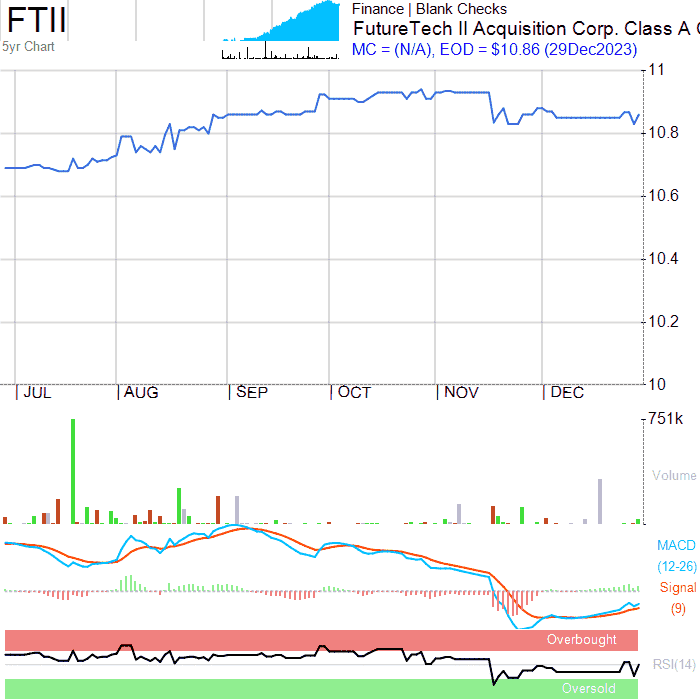 FTII
5yr Chart
Finance | Blank Checks
FutureTech II Acquisition Corp. Class A
MC = (N/A), EOD = $10.86 (29Dec2023)
11
10.8
10.6
10.4
10.2
10
JUL AUG SEP OCT NOV DEC
751k
Volume
MACD
(12-26)
Signal
(9)
Overbought
RSI(14)
Oversold